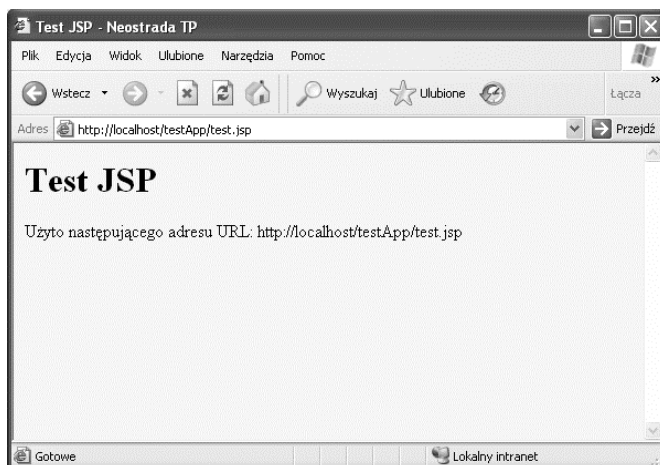 Test JSP - Neostrada TP
Plik Edycja Widok Ulubione Narzędzia Pomoc
Wstecz Wyszukaj Ulubione Łącza »
Adres http://localhost/testApp/test.jsp Przejdź
Test JSP
Użyto następującego adresu URL: http://localhost/testApp/test.jsp
Gotowe Lokalny intranet